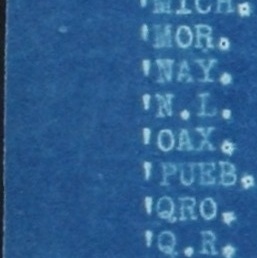 'MICH.
'MOR.
'NAY.
'N.L.
'OAX.
'PUEB.
'QRO.
'Q.R.